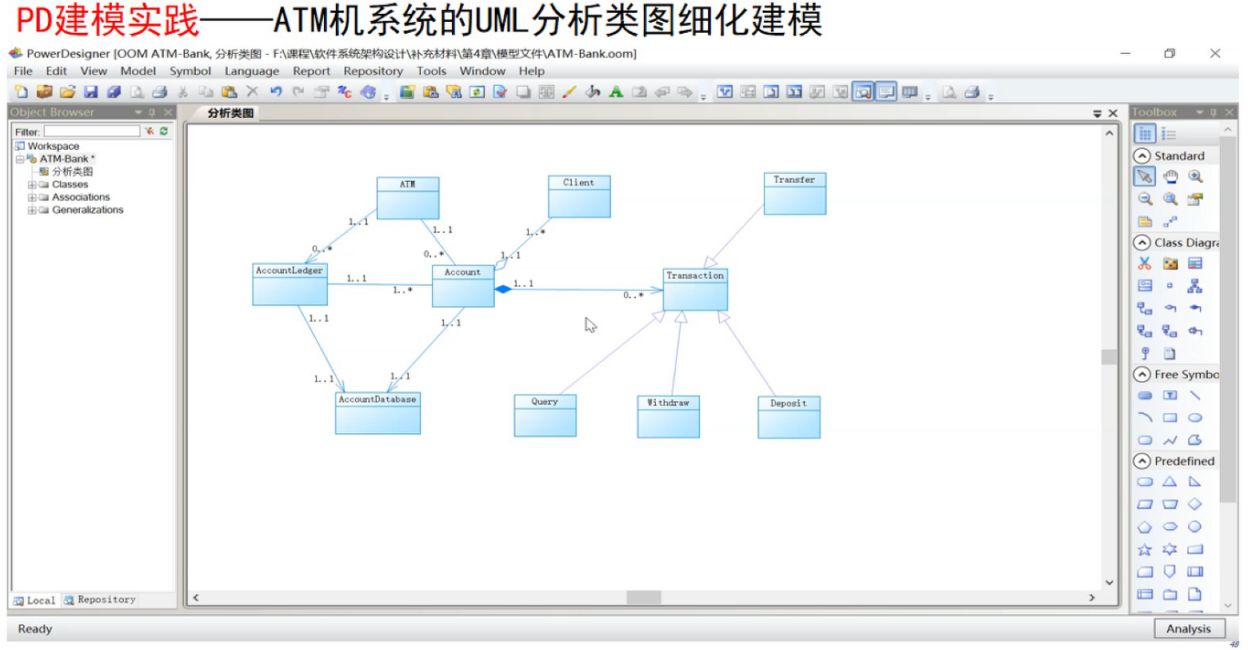 PD建模实践——ATM机系统的UML分析类图细化建模
PowerDesigner [OOM ATM-Bank, 分析类图 - F:\课程\软件系统架构设计\补充材料\第4章\模型文件\ATM-Bank.oom]
File Edit View Model Symbol Language Report Repository Tools Window Help
Object Browser
Filter:
Workspace
ATM-Bank *
分析类图
Classes
Associations
Generalizations
Local Repository
分析类图
ATM
Client
Transfer
1..1
1..1
1..*
0..*
0..*
1..1
AccountLedger
Account
Transaction
1..1
1..*
1..1
0..*
1..1
1..1
1..1
1..1
AccountDatabase
Query
Withdraw
Deposit
Toolbox
Standard
Class Diagra
Free Symbo
Predefined
Ready
Analysis
48